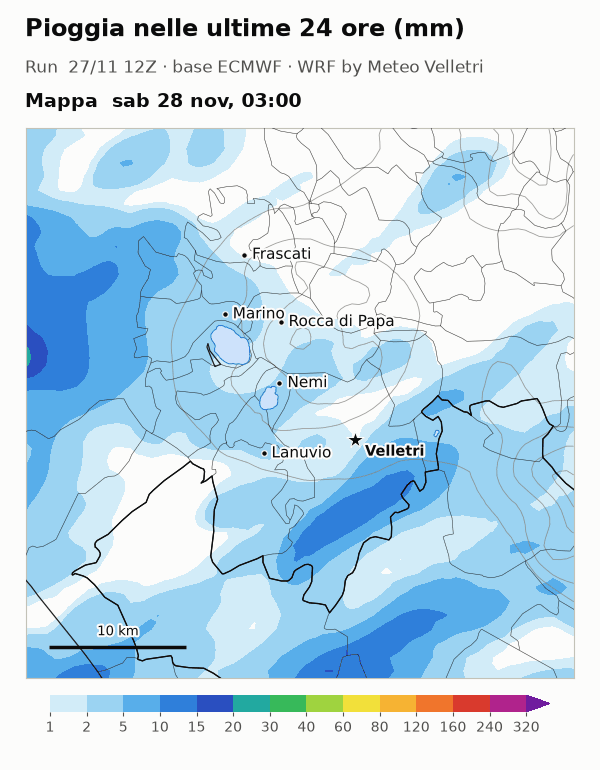 Pioggia nelle ultime 24 ore (mm)
Run  27/11 12Z · base ECMWF · WRF by Meteo Velletri
Mappa  sab 28 nov, 03:00
Frascati
Marino
Rocca di Papa
Nemi
Velletri
Lanuvio
10 km
1 2 5 10 15 20 30 40 60 80 120 160 240 320